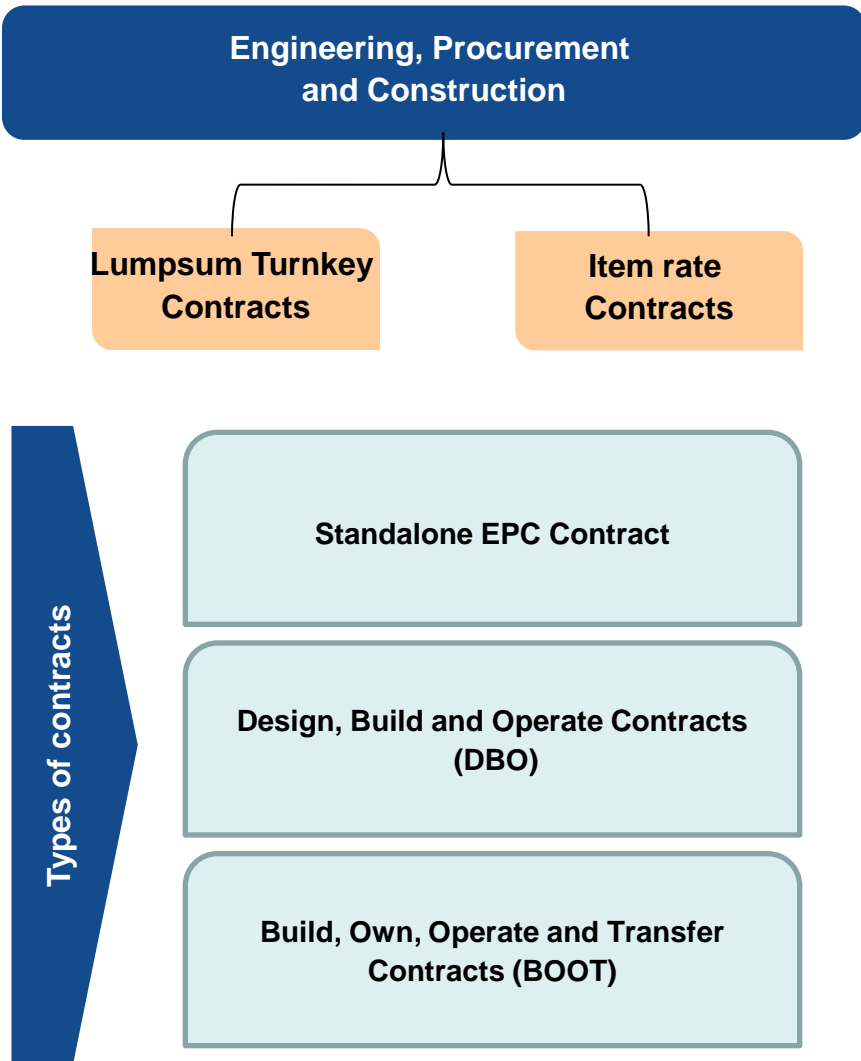 Engineering, Procurement
and Construction
Lumpsum Turnkey
Contracts
Item rate
Contracts
Types of contracts
Standalone EPC Contract
Design, Build and Operate Contracts
(DBO)
Build, Own, Operate and Transfer
Contracts (BOOT)